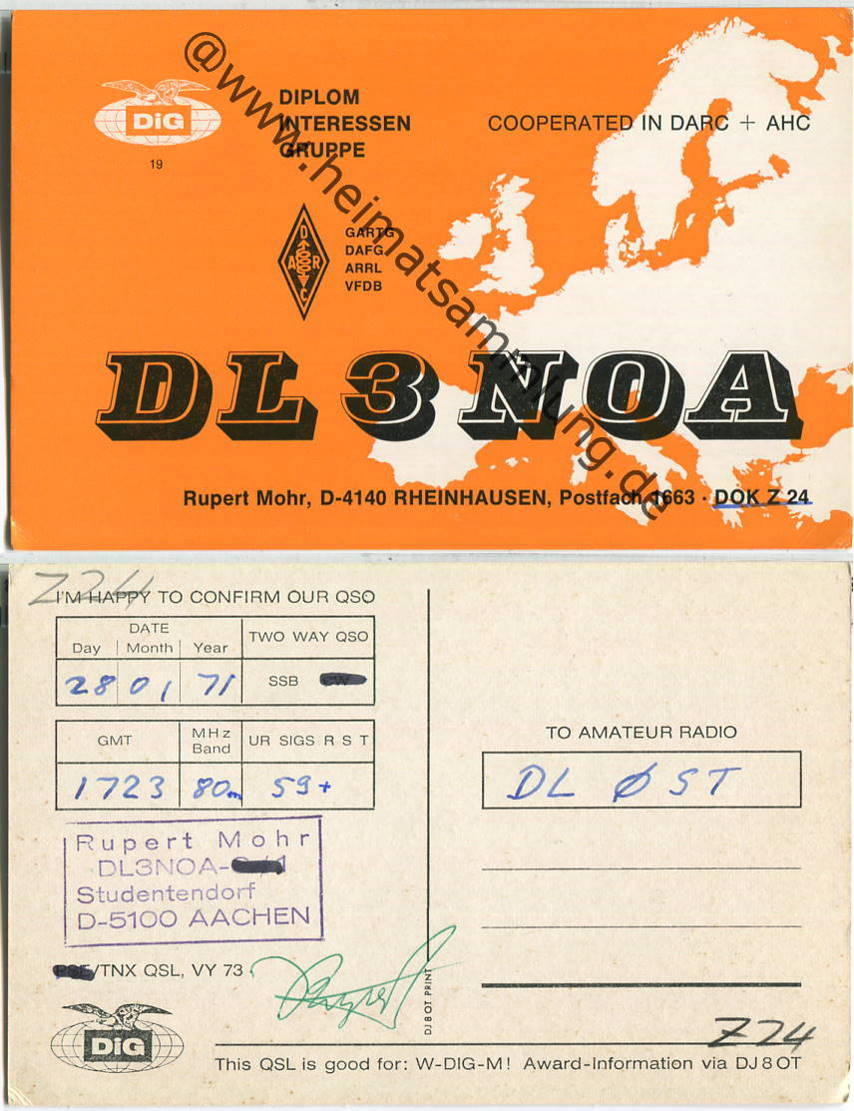 @www.heimatsammlung.de
DiG
19
DIPLOM
INTERESSEN
GRUPPE
COOPERATED IN DARC + AHC
DARC
GARTG
DAFG
ARRL
VFDB
DL3NOA
Rupert Mohr, D-4140 RHEINHAUSEN, Postfach 1663 · DOK Z 24
Z24
I'M HAPPY TO CONFIRM OUR QSO
DATE
Day Month Year TWO WAY QSO
28 01 71 SSB CW
GMT MHz Band UR SIGS R S T
1723 80m 59+
TO AMATEUR RADIO
DL ØST
Rupert Mohr
DL3NOA-
Studentendorf
D-5100 AACHEN
/TNX QSL, VY 73
DJ8OT PRINT
DiG
Z24
This QSL is good for: W-DIG-M! Award-Information via DJ8OT